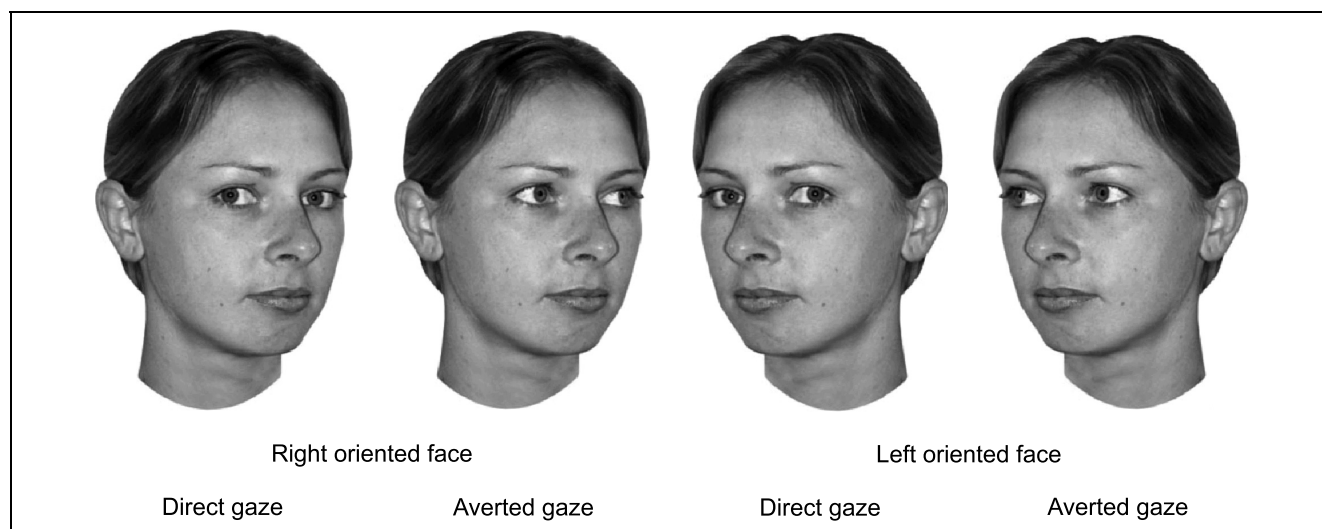 Right oriented face
Left oriented face
Direct gaze
Averted gaze
Direct gaze
Averted gaze